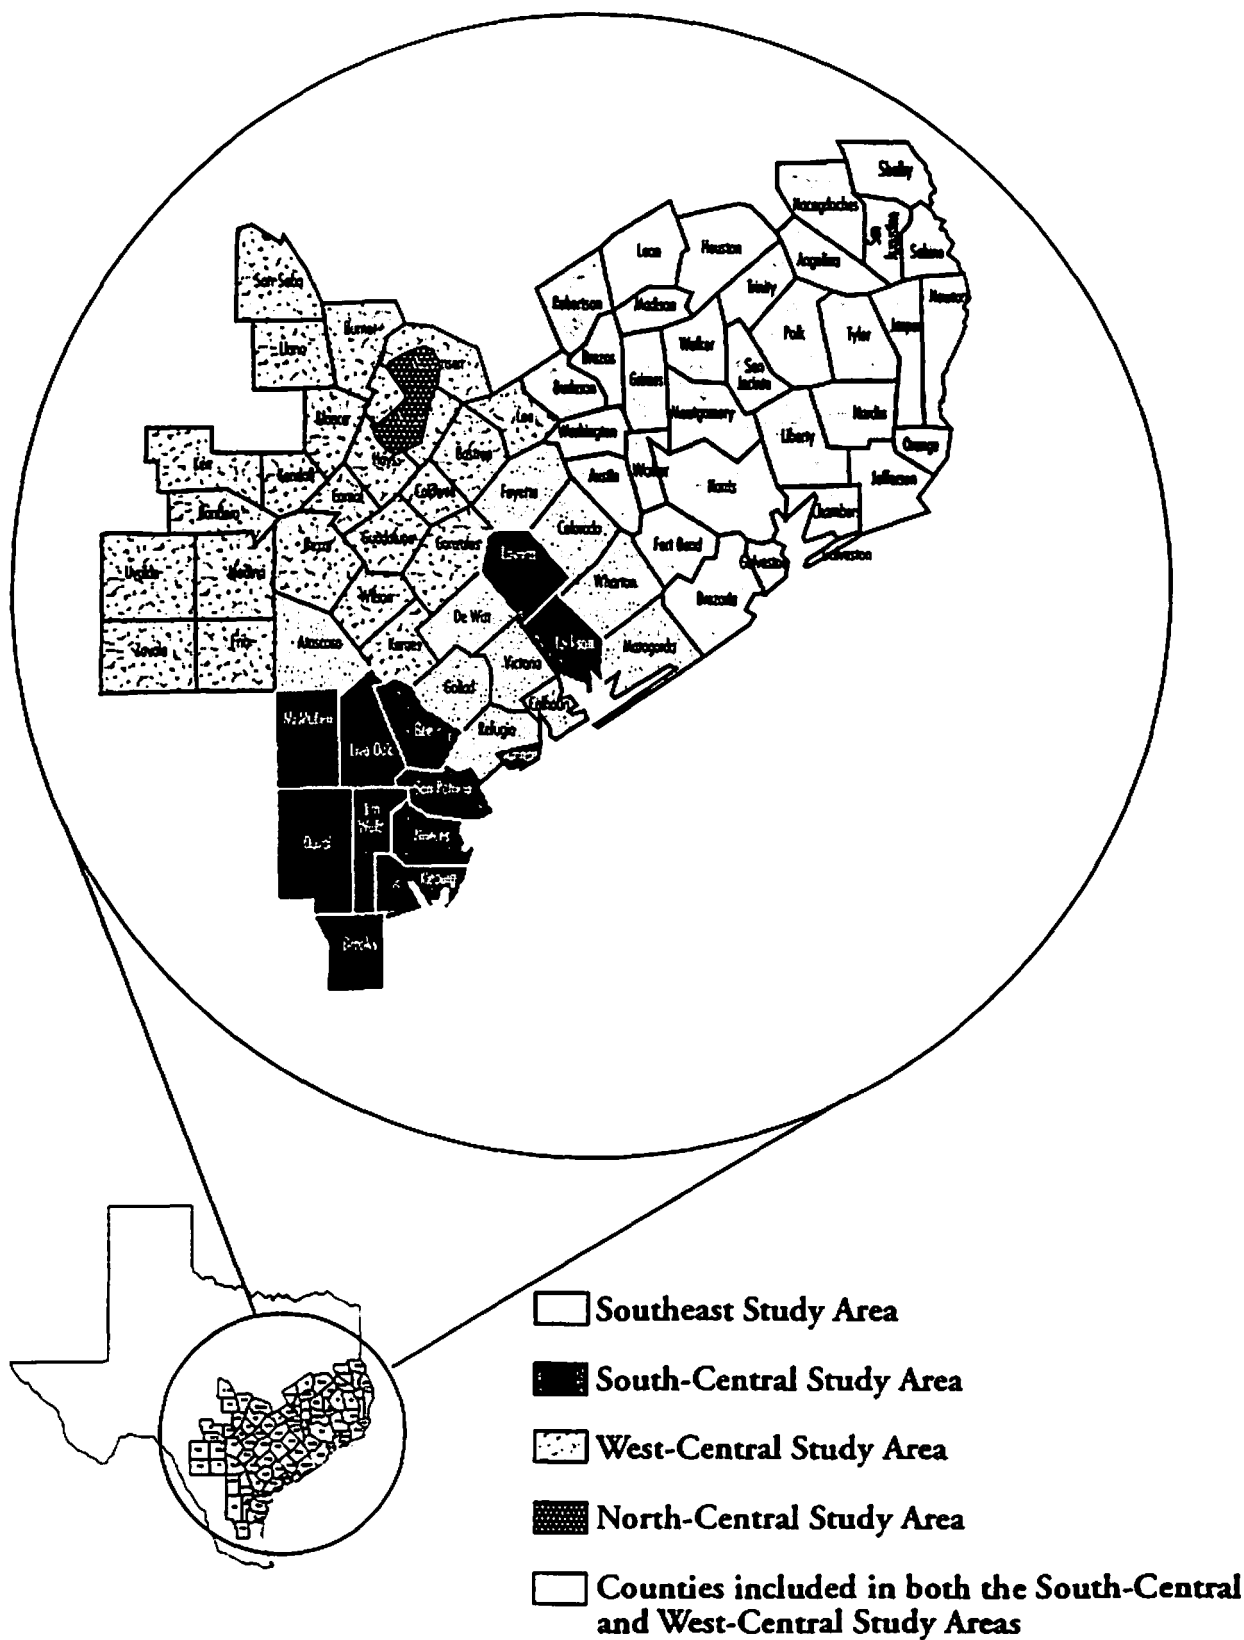 Shelby
Nacogdoches
San
Augustine
Sabine
Leon
Houston
Angelina
Newton
San Saba
Robertson
Madison
Trinity
Burnet
Llano
Walker
Polk
Tyler
Jasper
Brazos
Grimes
San
Jacinto
Burleson
Lee
Montgomery
Hardin
Blanco
Washington
Liberty
Orange
Hays
Bastrop
Kendall
Austin
Waller
Harris
Jefferson
Comal
Caldwell
Fayette
Chambers
Bandera
Colorado
Bexar
Guadalupe
Gonzales
Fort Bend
Galveston
Galveston
Uvalde
Medina
Lavaca
Wharton
Wilson
Brazoria
De Witt
Zavala
Frio
Atascosa
Karnes
Jackson
Matagorda
Victoria
Goliad
Calhoun
McMullen
Bee
Refugio
Live Oak
San Patricio
Jim
Wells
Duval
Nueces
Kleberg
Brooks
Southeast Study Area
South-Central Study Area
West-Central Study Area
North-Central Study Area
Counties included in both the South-Central
and West-Central Study Areas